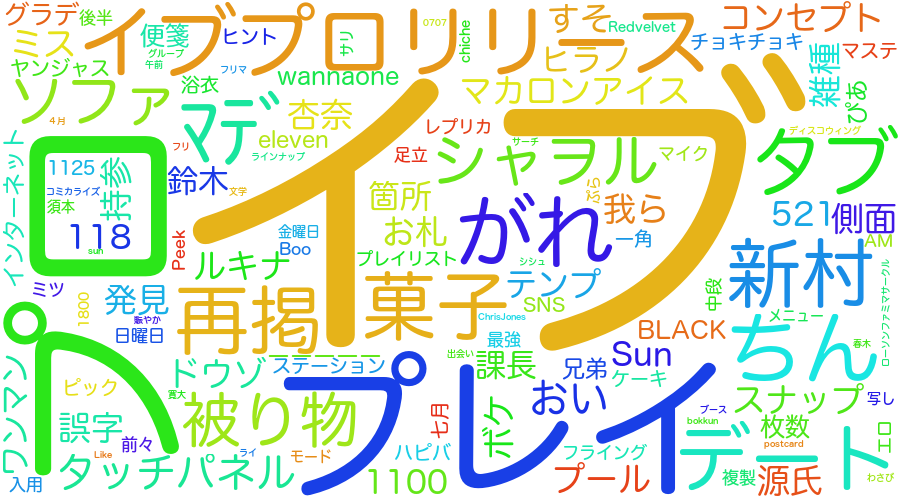 グラデ
後半
イブ
プロ
リリース
サリ
0707
chiche
すそ
Redvelvet
コンセプト
ミス
便箋
グループ
午前
ヒント
フリマ
ヒラノ
チョキチョキ
マステ
ヤンジャス
浴衣
wannaone
マカロンアイス
雑種
ぴあ
ソファ
4月
マデ
フリ
杏奈
eleven
ラインナップ
レプリカ
足立
サーチ
シャヲル
マイク
ディスコウィング
タブ
インターネット
1125
コミカライズ
須本
持参
118
sun
鈴木
文学
イブ
箇所
お札
がれ
ぷら
我ら
一角
521
側面
AM
ペ
ロ
Peek
金曜日
Boo
プレイリスト
シシュ
ルキナ
テンプ
新村
ミツ
1800
発見
賑やか
日曜日
再掲
菓子
SNS
ChrisJones
最強
中段
BLACK
メニュー
ローソンファミマサークル
ワンマン
ピック
ドウゾ
ステーション
_____
出会い
課長
兄弟
Sun
ケーキ
ちん
春木
寛大
プレイ
おい
スナップ
写し
誤字
前々
被り物
七月
ボケ
bokkun
ブース
枚数
エロ
Like
ライ
モード
ハピバ
フライング
デート
postcard
入用
タッチパネル
1100
プール
複製
源氏
わさび